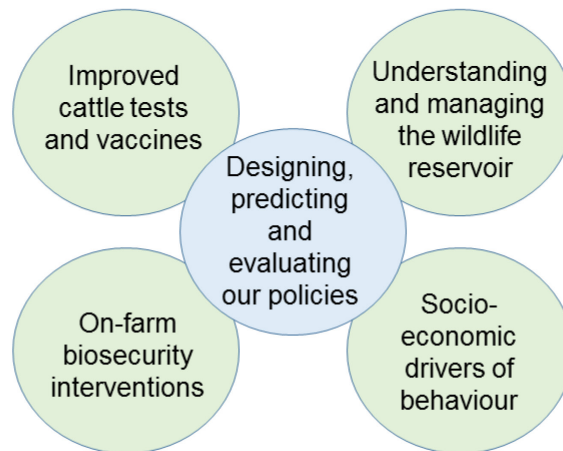 Improved
cattle tests
and vaccines
Understanding
and managing
the wildlife
reservoir
Designing,
predicting
and
evaluating
our policies
On-farm
biosecurity
interventions
Socio-
economic
drivers of
behaviour